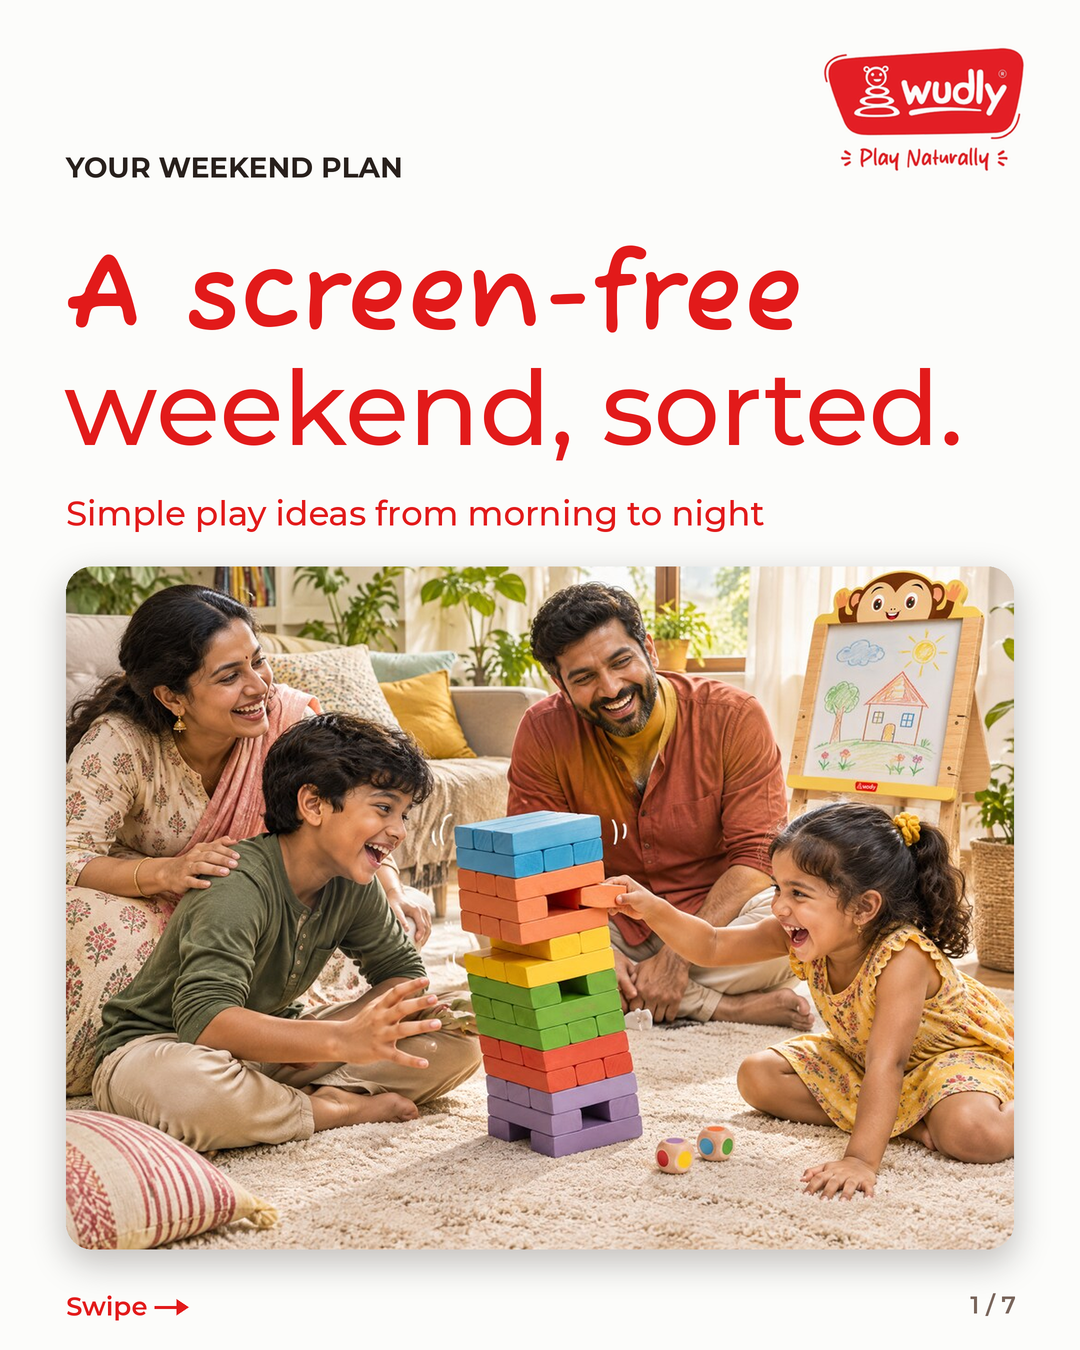 wudly®
Play Naturally
YOUR WEEKEND PLAN
A screen-free
weekend, sorted.
Simple play ideas from morning to night
wudly
Swipe →
1 / 7